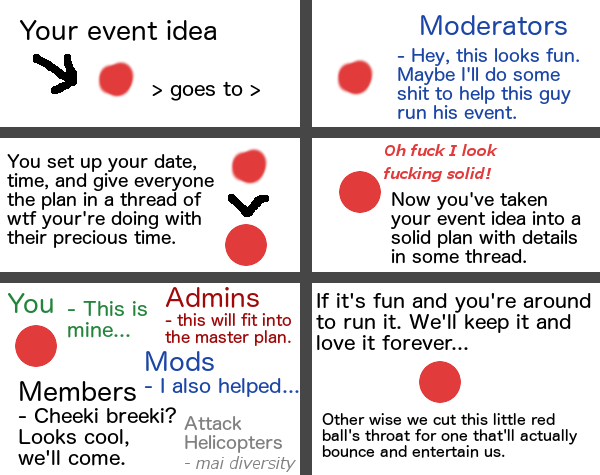 Your event idea
> goes to >
Moderators
- Hey, this looks fun.
Maybe I'll do some
shit to help this guy
run his event.
You set up your date,
time, and give everyone
the plan in a thread of
wtf your're doing with
their precious time.
Oh fuck I look
fucking solid!
Now you've taken
your event idea into a
solid plan with details
in some thread.
You
- This is
mine...
Admins
- this will fit into
the master plan.
Mods
- I also helped...
Members
- Cheeki breeki?
Looks cool,
we'll come.
Attack
Helicopters
- mai diversity
If it's fun and you're around
to run it. We'll keep it and
love it forever...
Other wise we cut this little red
ball's throat for one that'll actually
bounce and entertain us.